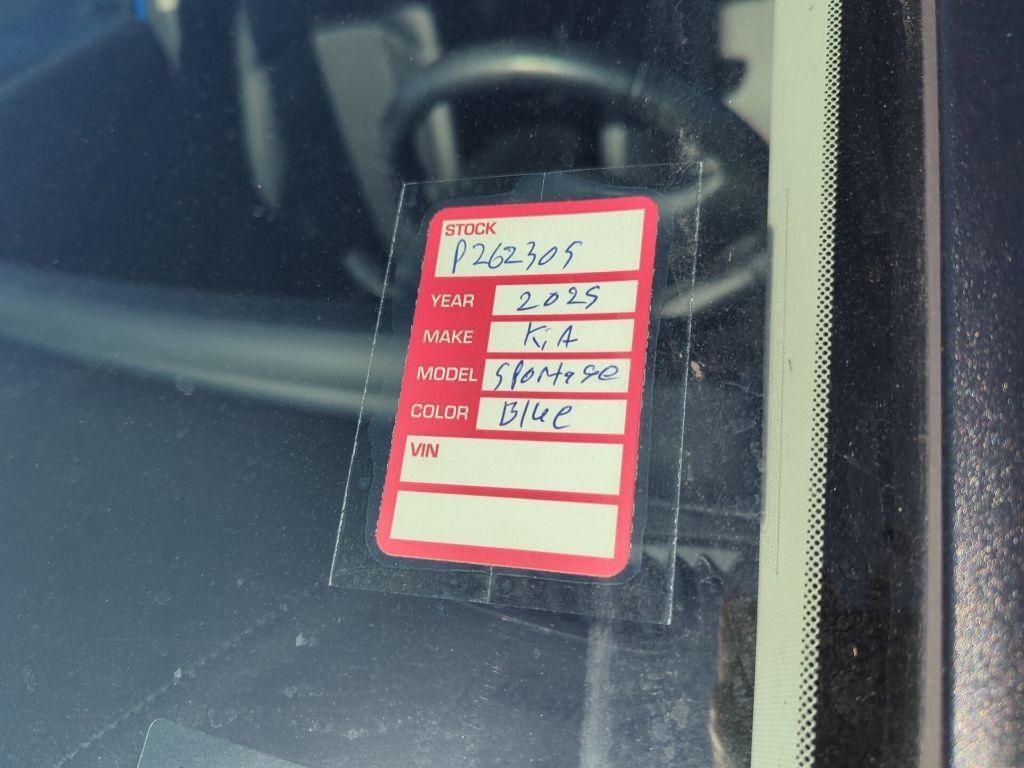 STOCK
P262305
YEAR 2025
MAKE KiA
MODEL SPORtage
COLOR Blue
VIN